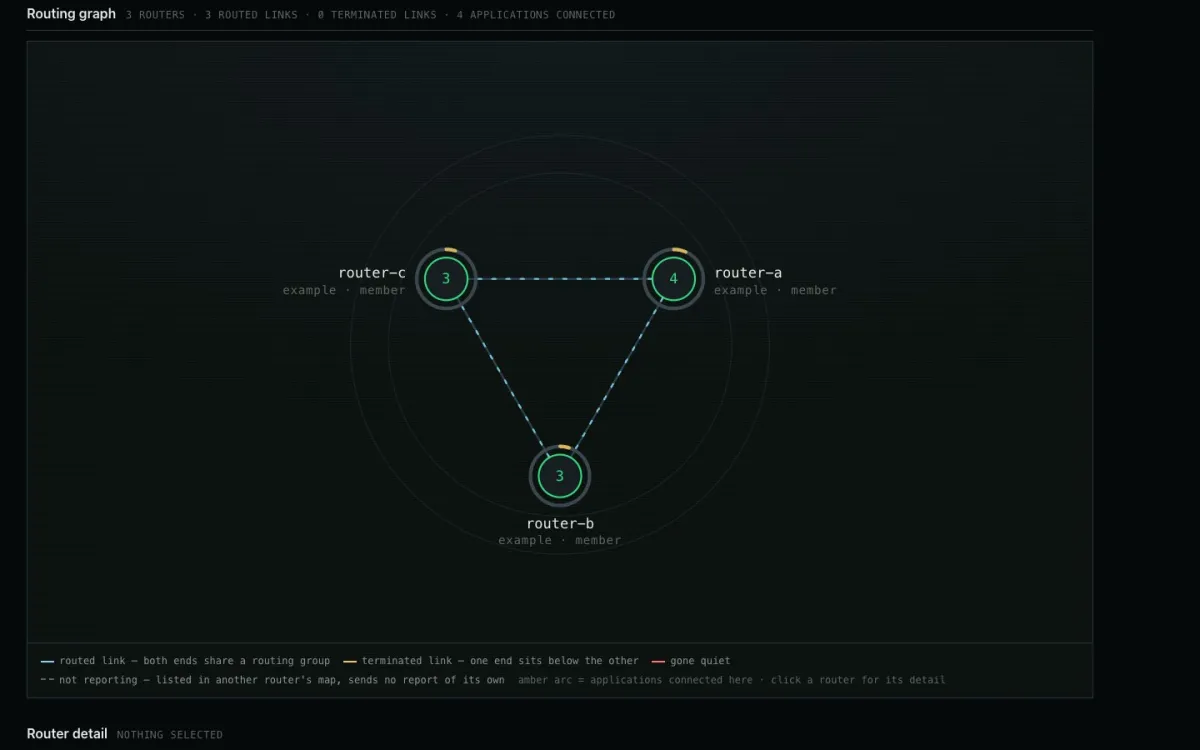 Routing graph 3 ROUTERS · 3 ROUTED LINKS · 0 TERMINATED LINKS · 4 APPLICATIONS CONNECTED
router-c
example · member
3
4
router-a
example · member
3
router-b
example · member
routed link — both ends share a routing group terminated link — one end sits below the other gone quiet
not reporting — listed in another router's map, sends no report of its own amber arc = applications connected here · click a router for its detail
Router detail NOTHING SELECTED